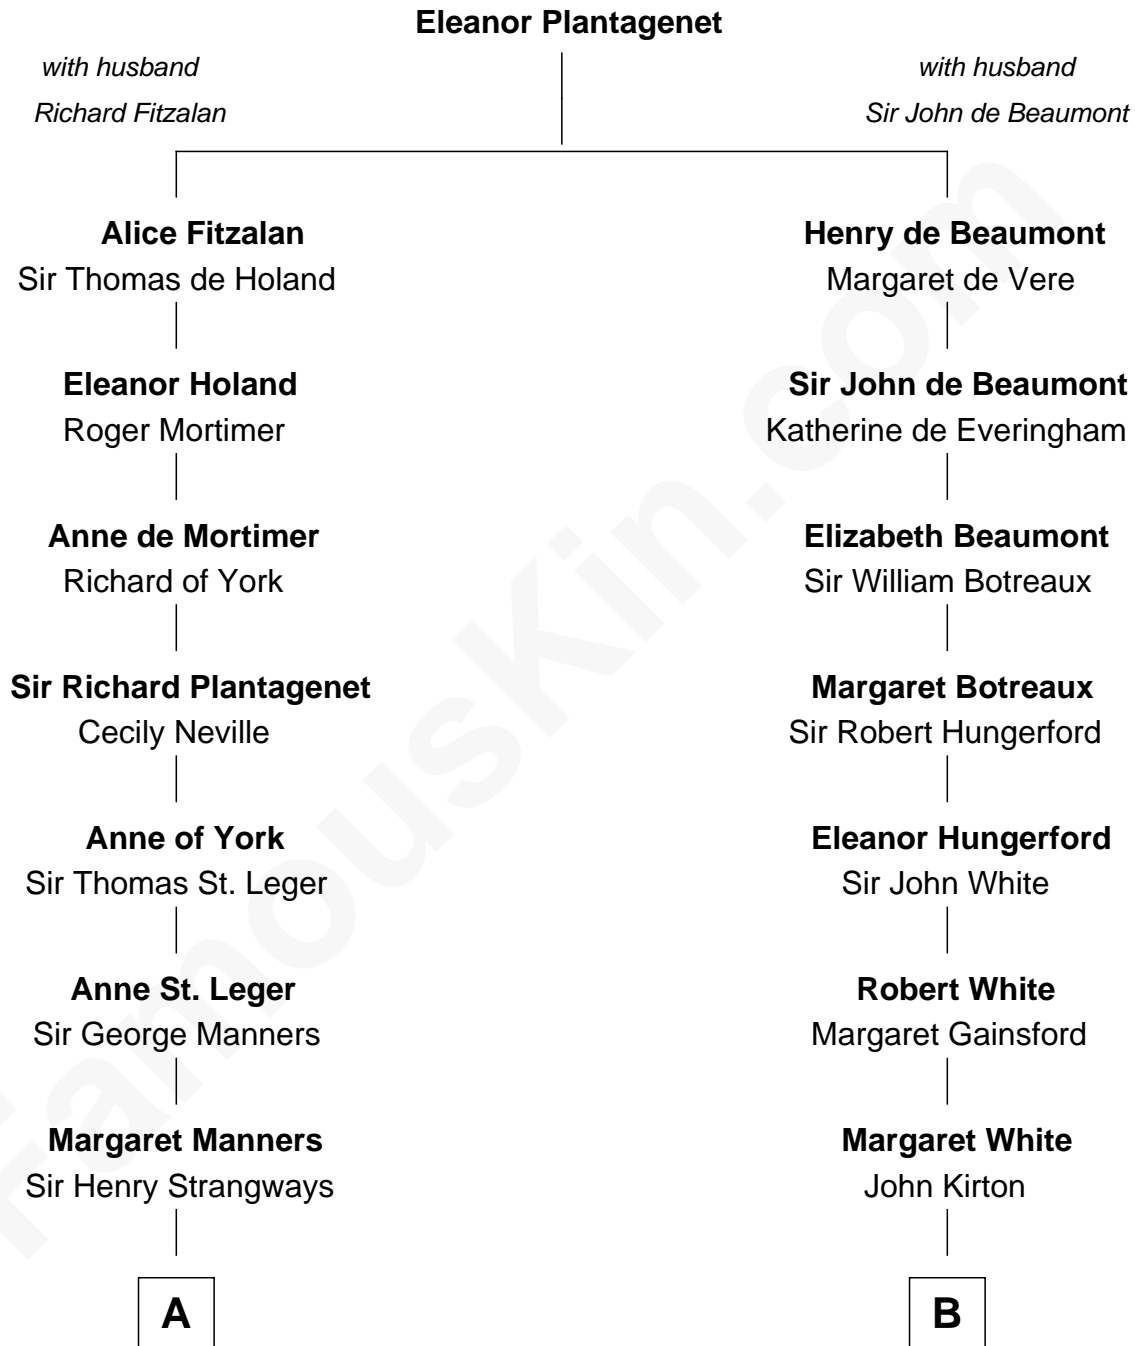 Eleanor Plantagenet
with husband
Richard Fitzalan
with husband
Sir John de Beaumont
Alice Fitzalan
Sir Thomas de Holand
Henry de Beaumont
Margaret de Vere
Eleanor Holand
Roger Mortimer
Sir John de Beaumont
Katherine de Everingham
Anne de Mortimer
Richard of York
Elizabeth Beaumont
Sir William Botreaux
Sir Richard Plantagenet
Cecily Neville
Margaret Botreaux
Sir Robert Hungerford
Anne of York
Sir Thomas St. Leger
Eleanor Hungerford
Sir John White
Anne St. Leger
Sir George Manners
Robert White
Margaret Gainsford
Margaret Manners
Sir Henry Strangways
Margaret White
John Kirton
A
B
FamousKin.com